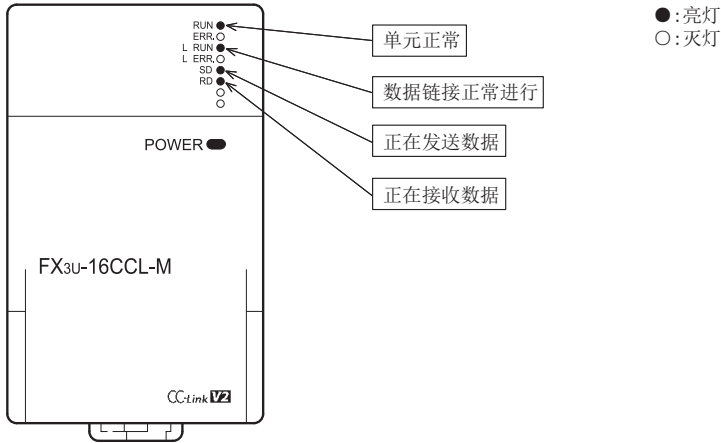 RUN
ERR.
L RUN
L ERR.
SD
RD
POWER
FX3U-16CCL-M
CC-Link V2
单元正常
数据链接正常进行
正在发送数据
正在接收数据
●:亮灯
○:灭灯